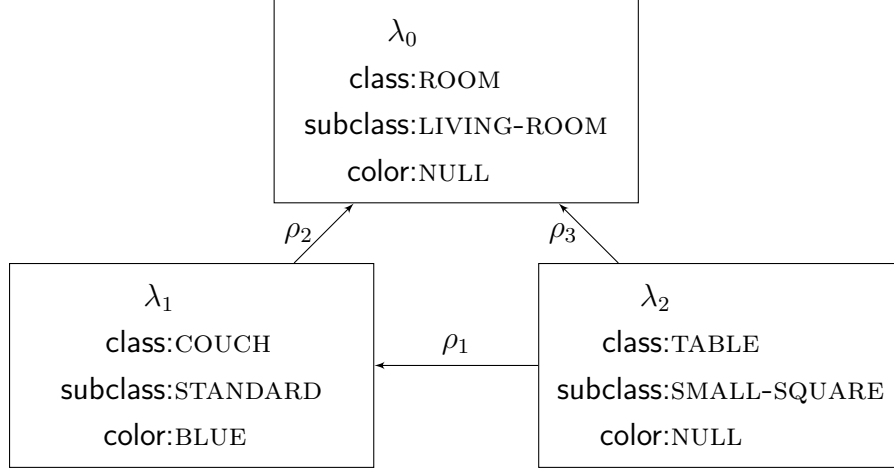 λ₀
class:ROOM
subclass:LIVING-ROOM
color:NULL
ρ₂
ρ₃
λ₁
class:COUCH
subclass:STANDARD
color:BLUE
ρ₁
λ₂
class:TABLE
subclass:SMALL-SQUARE
color:NULL